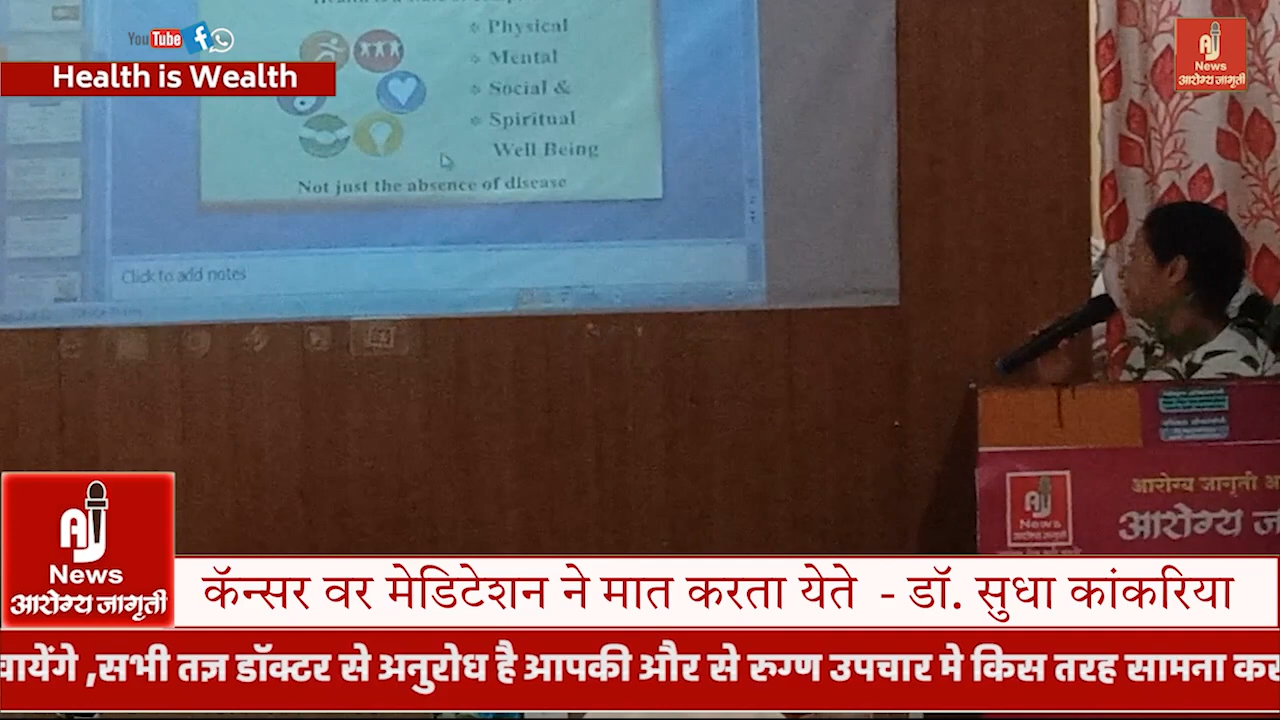 YouTube
Health is Wealth
Physical
Mental
Social &
Spiritual
Well Being
Not just the absence of disease
Click to add notes
AJ
News
आरोग्य जागृती
AJ
News
आरोग्य जागृती
आरोग्य ज
AJ
News
आरोग्य जागृती
कॅन्सर वर मेडिटेशन ने मात करता येते - डॉ. सुधा कांकरिया
वायेंगे ,सभी तज्ञ डॉक्टर से अनुरोध है आपकी और से रुग्ण उपचार मे किस तरह सामना कर